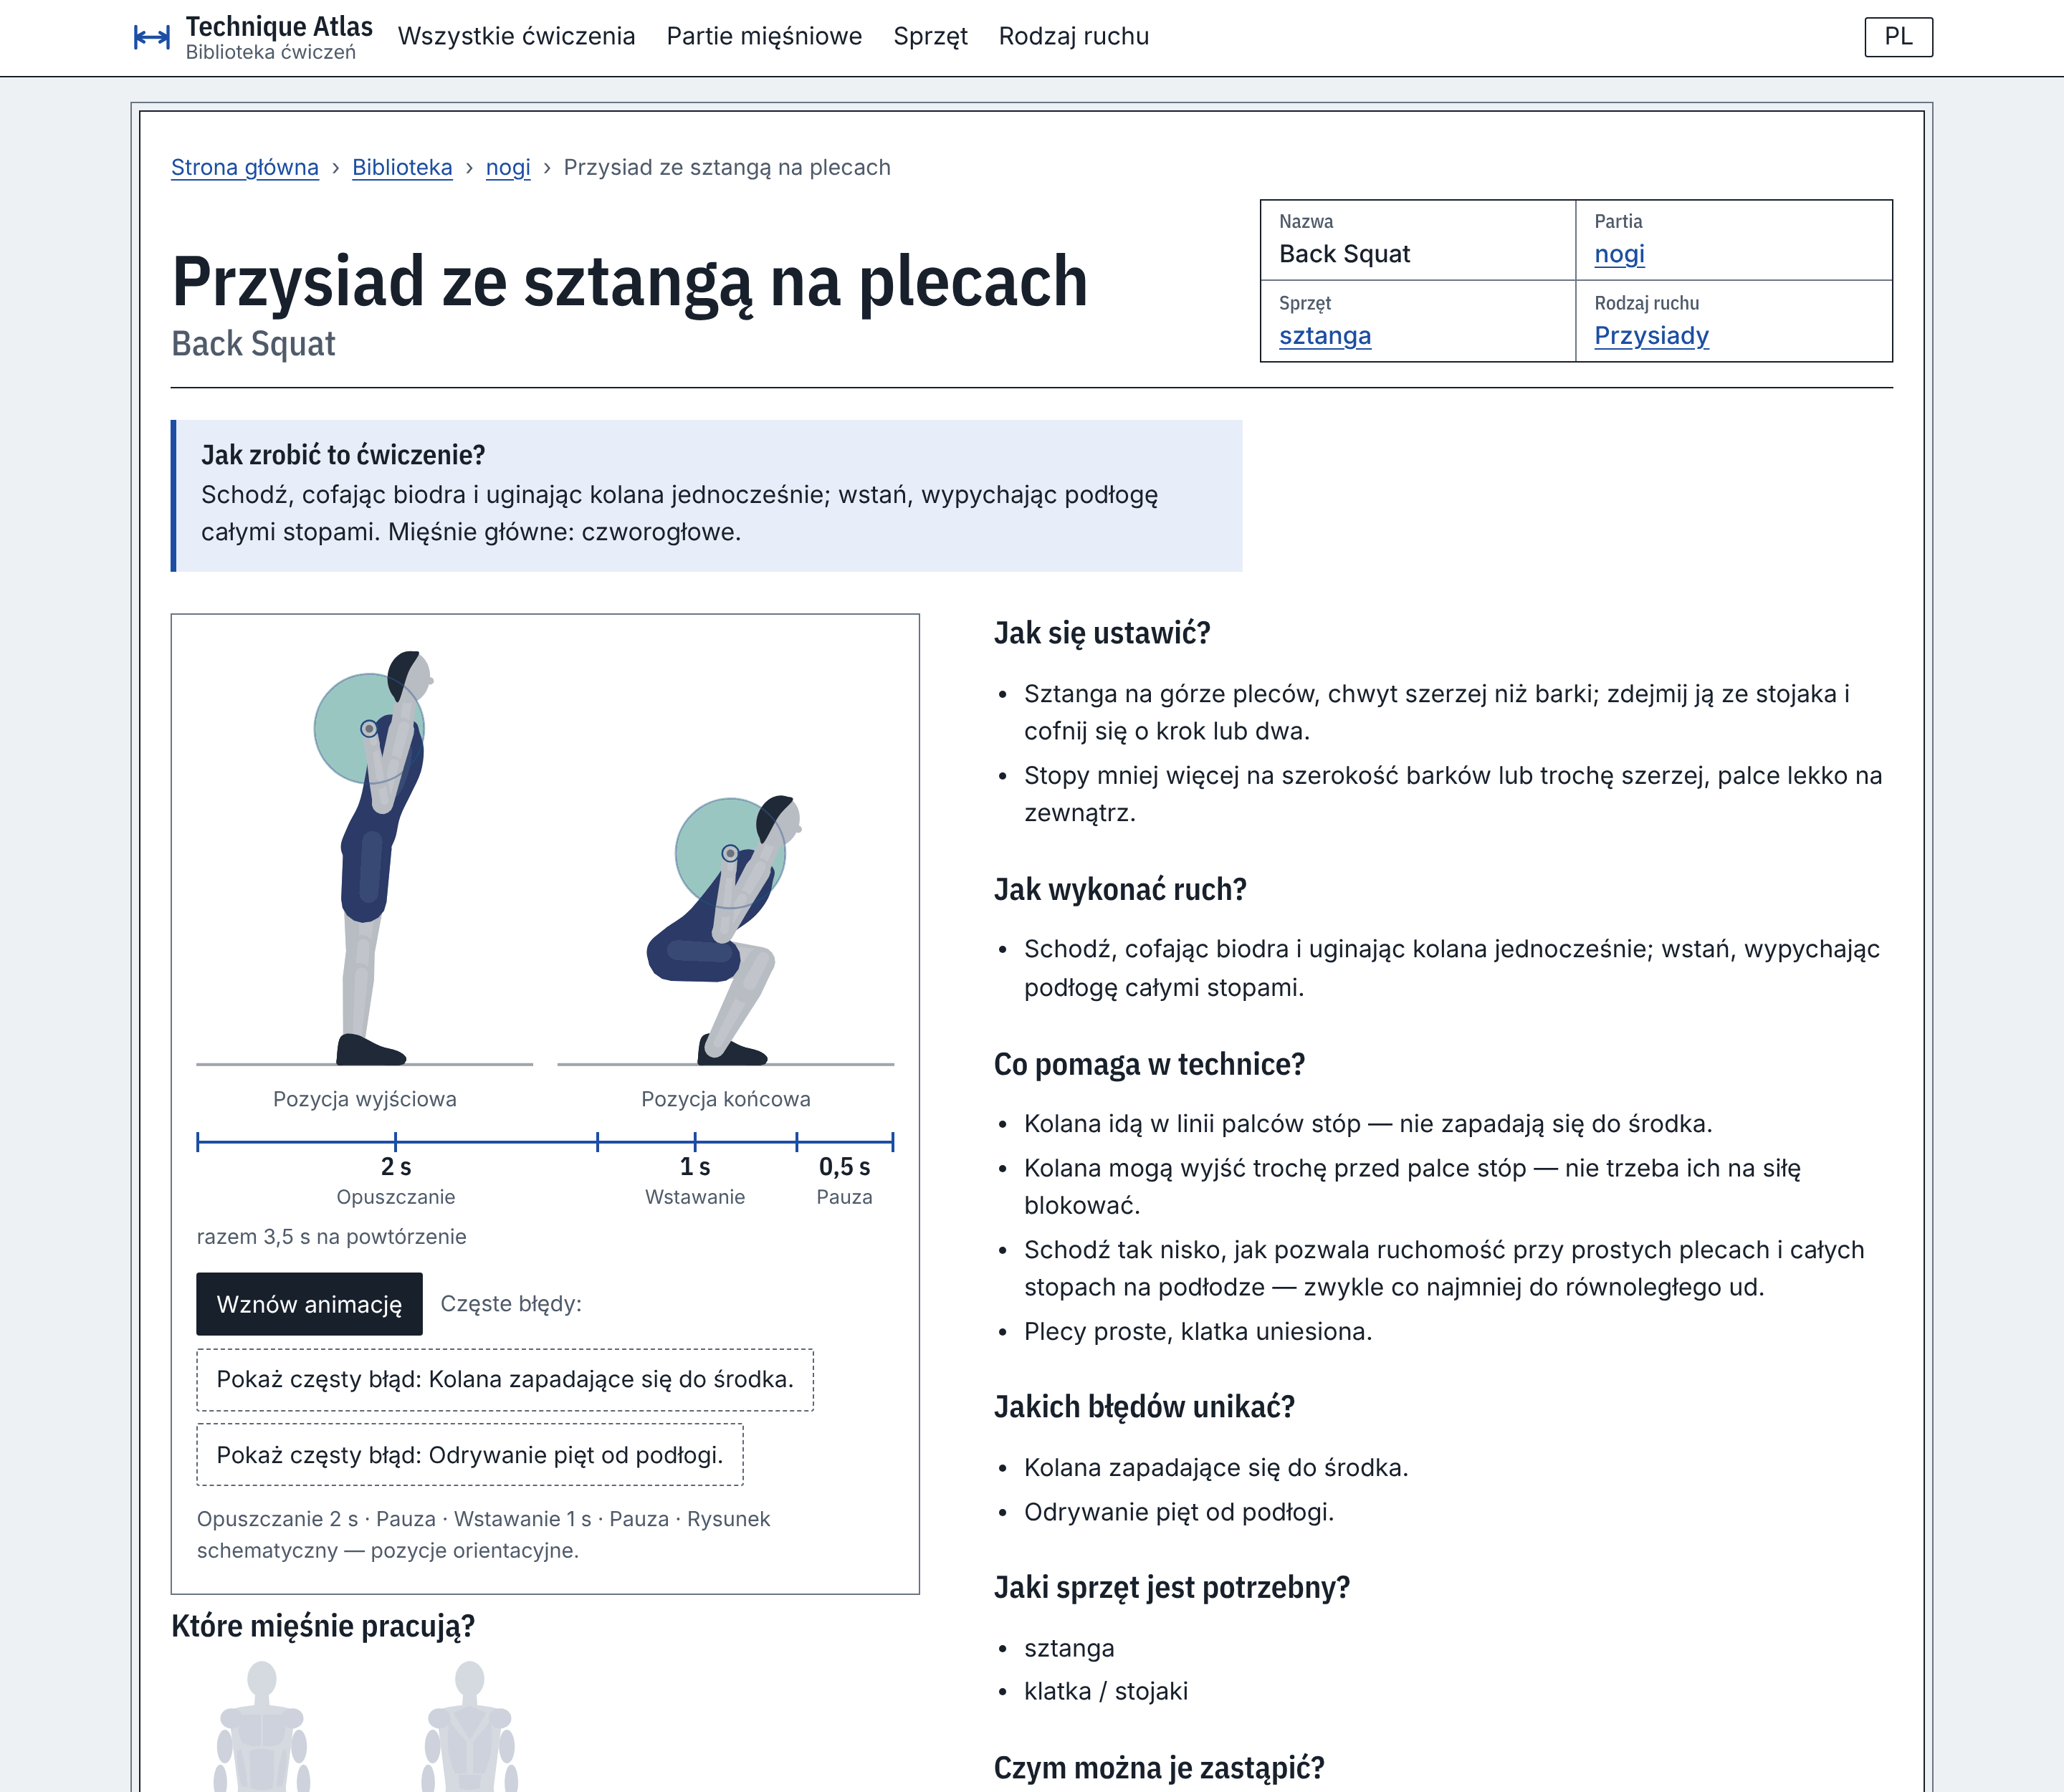 Technique Atlas
Biblioteka ćwiczeń
Wszystkie ćwiczenia
Partie mięśniowe
Sprzęt
Rodzaj ruchu
PL
Strona główna › Biblioteka › nogi › Przysiad ze sztangą na plecach
Przysiad ze sztangą na plecach
Back Squat
Nazwa
Back Squat
Partia
nogi
Sprzęt
sztanga
Rodzaj ruchu
Przysiady
Jak zrobić to ćwiczenie?
Schodź, cofając biodra i uginając kolana jednocześnie; wstań, wypychając podłogę
całymi stopami. Mięśnie główne: czworogłowe.
Pozycja wyjściowa
Pozycja końcowa
2 s
Opuszczanie
1 s
Wstawanie
0,5 s
Pauza
razem 3,5 s na powtórzenie
Wznów animację
Częste błędy:
Pokaż częsty błąd: Kolana zapadające się do środka.
Pokaż częsty błąd: Odrywanie pięt od podłogi.
Opuszczanie 2 s · Pauza · Wstawanie 1 s · Pauza · Rysunek
schematyczny — pozycje orientacyjne.
Które mięśnie pracują?
Jak się ustawić?
• Sztanga na górze pleców, chwyt szerzej niż barki; zdejmij ją ze stojaka i
cofnij się o krok lub dwa.
• Stopy mniej więcej na szerokość barków lub trochę szerzej, palce lekko na
zewnątrz.
Jak wykonać ruch?
• Schodź, cofając biodra i uginając kolana jednocześnie; wstań, wypychając
podłogę całymi stopami.
Co pomaga w technice?
• Kolana idą w linii palców stóp — nie zapadają się do środka.
• Kolana mogą wyjść trochę przed palce stóp — nie trzeba ich na siłę
blokować.
• Schodź tak nisko, jak pozwala ruchomość przy prostych plecach i całych
stopach na podłodze — zwykle co najmniej do równoległego ud.
• Plecy proste, klatka uniesiona.
Jakich błędów unikać?
• Kolana zapadające się do środka.
• Odrywanie pięt od podłogi.
Jaki sprzęt jest potrzebny?
• sztanga
• klatka / stojaki
Czym można je zastąpić?